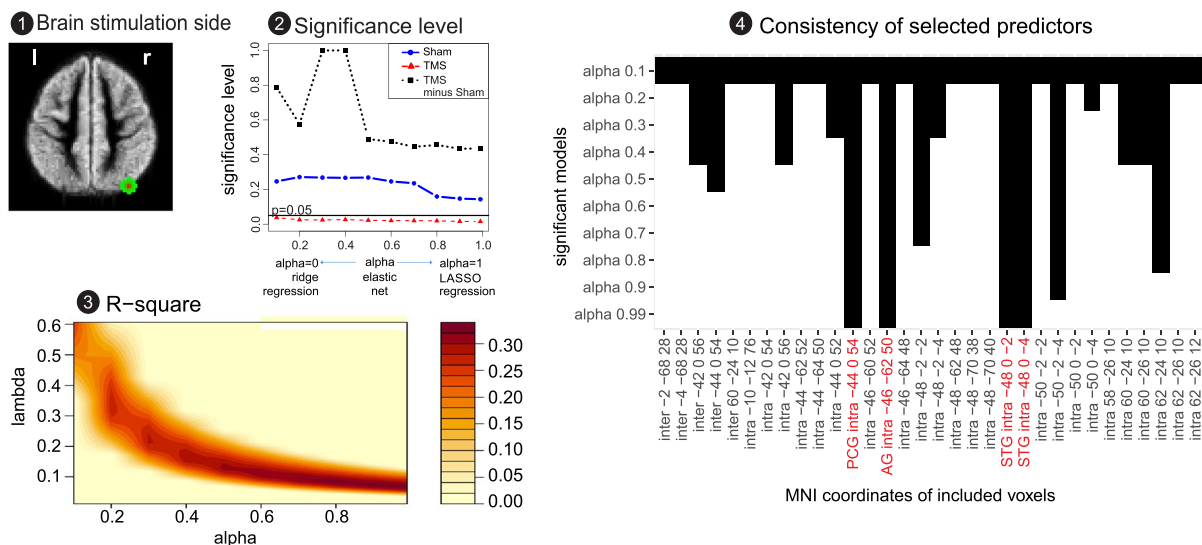 1 Brain stimulation side
l r
2 Significance level
significance level
1.0
0.8
0.6
0.4
0.2
0.0
Sham
TMS
TMS
minus Sham
p=0.05
0.2 0.4 0.6 0.8 1.0
alpha=0 alpha alpha=1
ridge elastic LASSO
regression net regression
3 R−square
lambda
0.6
0.5
0.4
0.3
0.2
0.1
0.2 0.4 0.6 0.8
alpha
0.30
0.25
0.20
0.15
0.10
0.05
0.00
4 Consistency of selected predictors
significant models
alpha 0.1
alpha 0.2
alpha 0.3
alpha 0.4
alpha 0.5
alpha 0.6
alpha 0.7
alpha 0.8
alpha 0.9
alpha 0.99
inter −2 −68 28
inter −4 −68 28
inter −42 0 56
inter −44 0 54
inter 60 −24 10
intra −10 −12 76
intra −42 0 54
intra −42 0 56
intra −44 −62 52
intra −44 −64 50
intra −44 0 52
PCG intra −44 0 54
intra −46 −60 52
AG intra −46 −62 50
intra −46 −64 48
intra −48 −2 −2
intra −48 −2 −4
intra −48 −62 48
intra −48 −70 38
intra −48 −70 40
STG intra −48 0 −2
STG intra −48 0 −4
intra −50 −2 −2
intra −50 −2 −4
intra −50 0 −2
intra −50 0 −4
intra 58 −26 10
intra 60 −24 10
intra 60 −26 10
intra 62 −24 10
intra 62 −26 10
intra 62 −26 12
MNI coordinates of included voxels